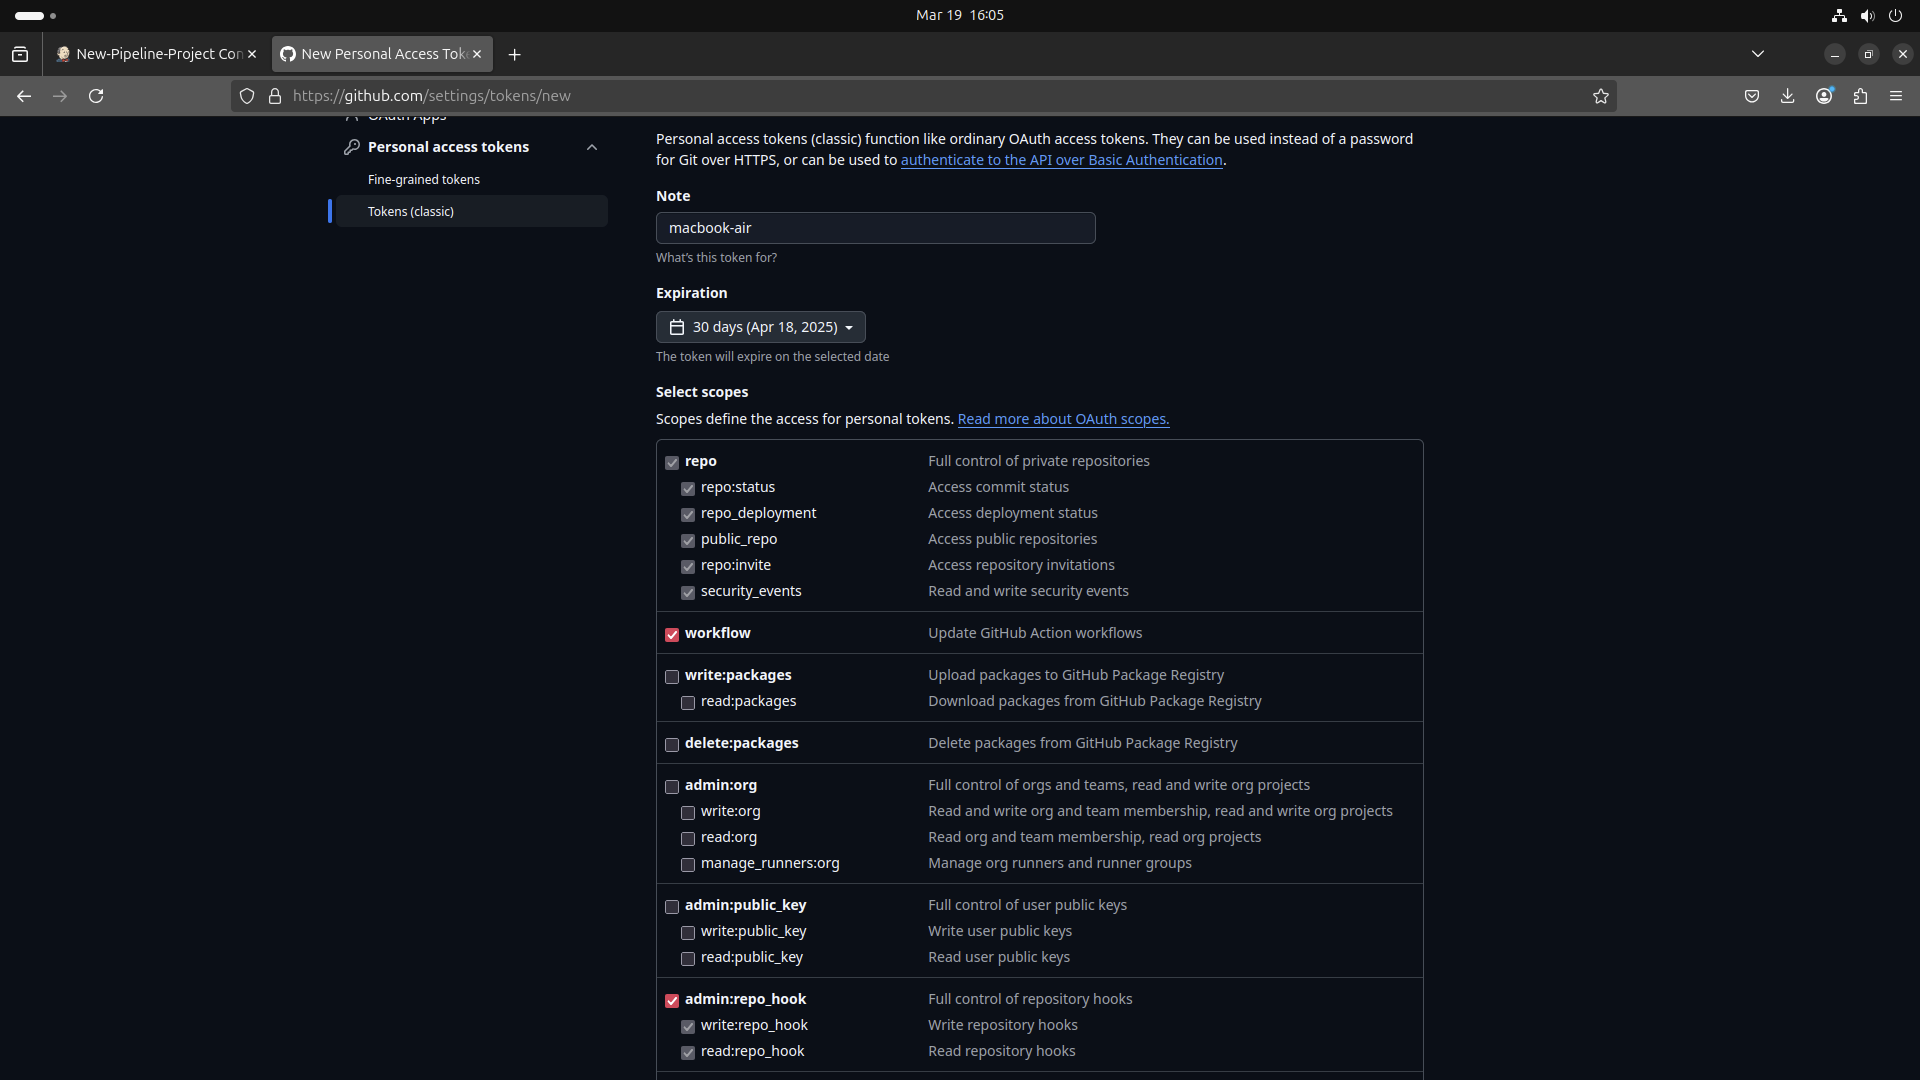 Mar 19 16:05
New-Pipeline-Project Con
New Personal Access Tok
https://github.com/settings/tokens/new
OAuth Apps
Personal access tokens
Fine-grained tokens
Tokens (classic)
Personal access tokens (classic) function like ordinary OAuth access tokens. They can be used instead of a password
for Git over HTTPS, or can be used to authenticate to the API over Basic Authentication.
Note
macbook-air
What's this token for?
Expiration
30 days (Apr 18, 2025)
The token will expire on the selected date
Select scopes
Scopes define the access for personal tokens. Read more about OAuth scopes.
repo Full control of private repositories
repo:status Access commit status
repo_deployment Access deployment status
public_repo Access public repositories
repo:invite Access repository invitations
security_events Read and write security events
workflow Update GitHub Action workflows
write:packages Upload packages to GitHub Package Registry
read:packages Download packages from GitHub Package Registry
delete:packages Delete packages from GitHub Package Registry
admin:org Full control of orgs and teams, read and write org projects
write:org Read and write org and team membership, read and write org projects
read:org Read org and team membership, read org projects
manage_runners:org Manage org runners and runner groups
admin:public_key Full control of user public keys
write:public_key Write user public keys
read:public_key Read user public keys
admin:repo_hook Full control of repository hooks
write:repo_hook Write repository hooks
read:repo_hook Read repository hooks